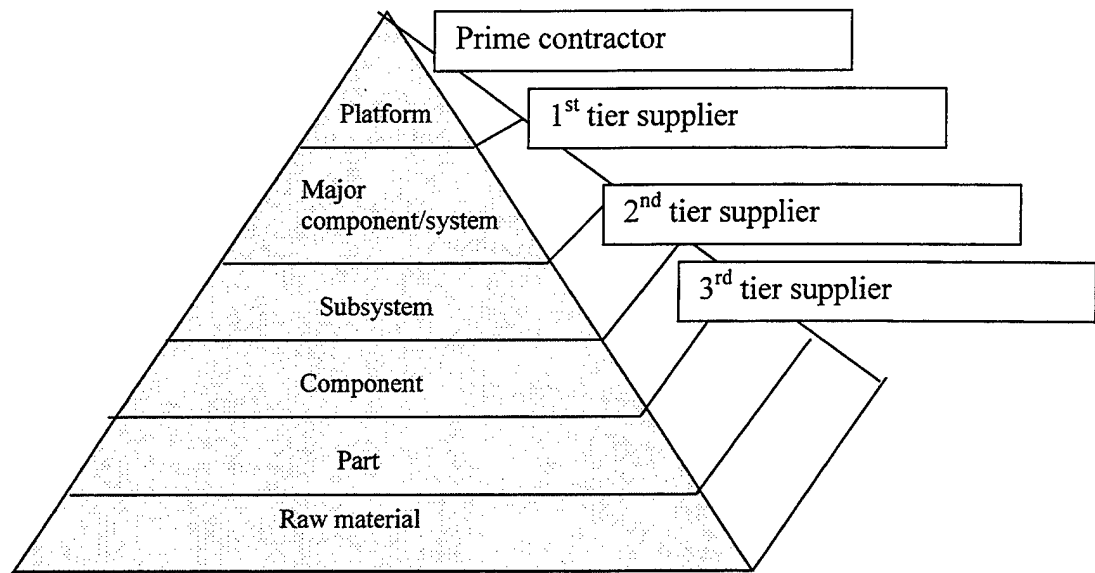 Prime contractor
Platform
1st tier supplier
Major
component/system
2nd tier supplier
3rd tier supplier
Subsystem
Component
Part
Raw material